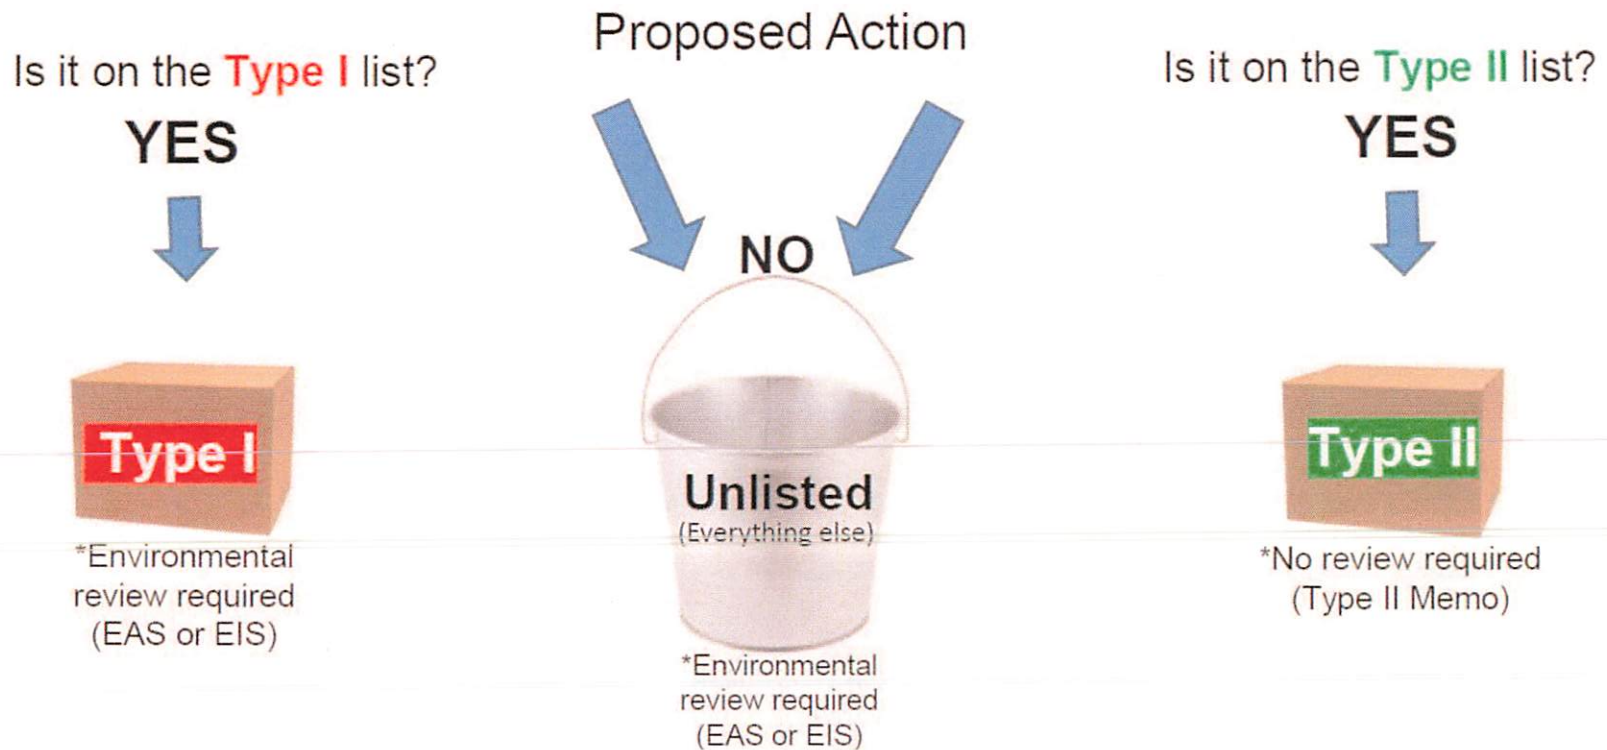 Proposed Action
Is it on the Type I list?
YES
Is it on the Type II list?
YES
NO
Type I
*Environmental
review required
(EAS or EIS)
Unlisted
(Everything else)
*Environmental
review required
(EAS or EIS)
Type II
*No review required
(Type II Memo)